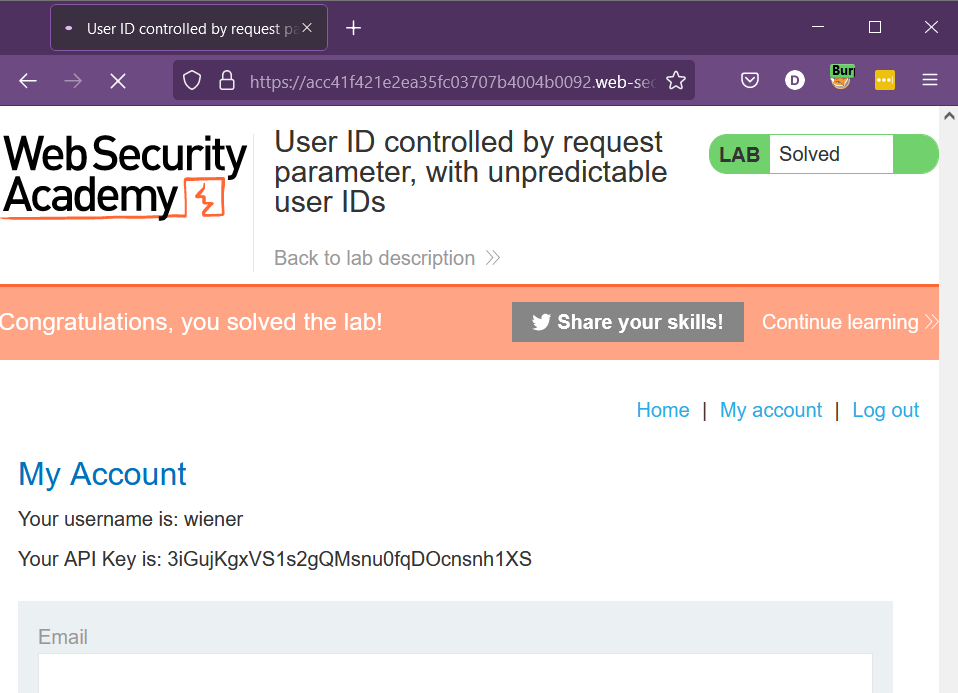 User ID controlled by request pa
Bur
https://acc41f421e2ea35fc03707b4004b0092.web-sec
D
Web Security
Academy
User ID controlled by request
parameter, with unpredictable
user IDs
LAB Solved
Back to lab description
Congratulations, you solved the lab!
Share your skills!
Continue learning
Home | My account | Log out
My Account
Your username is: wiener
Your API Key is: 3iGujKgxVS1s2gQMsnu0fqDOcnsnh1XS
Email